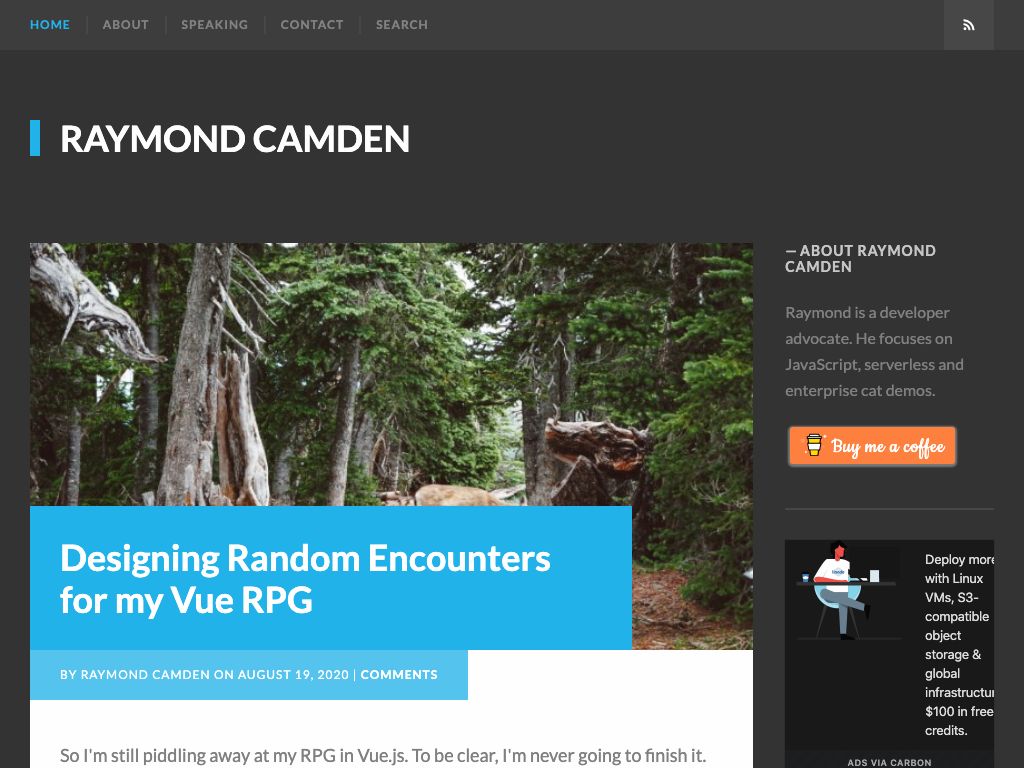 HOME
ABOUT
SPEAKING
CONTACT
SEARCH
RAYMOND CAMDEN
Designing Random Encounters
for my Vue RPG
BY RAYMOND CAMDEN ON AUGUST 19, 2020 | COMMENTS
So I'm still piddling away at my RPG in Vue.js. To be clear, I'm never going to finish it.
— ABOUT RAYMOND
CAMDEN
Raymond is a developer
advocate. He focuses on
JavaScript, serverless and
enterprise cat demos.
Buy me a coffee
Deploy more
with Linux
VMs, S3-
compatible
object
storage &
global
infrastructur
$100 in free
credits.
ADS VIA CARBON